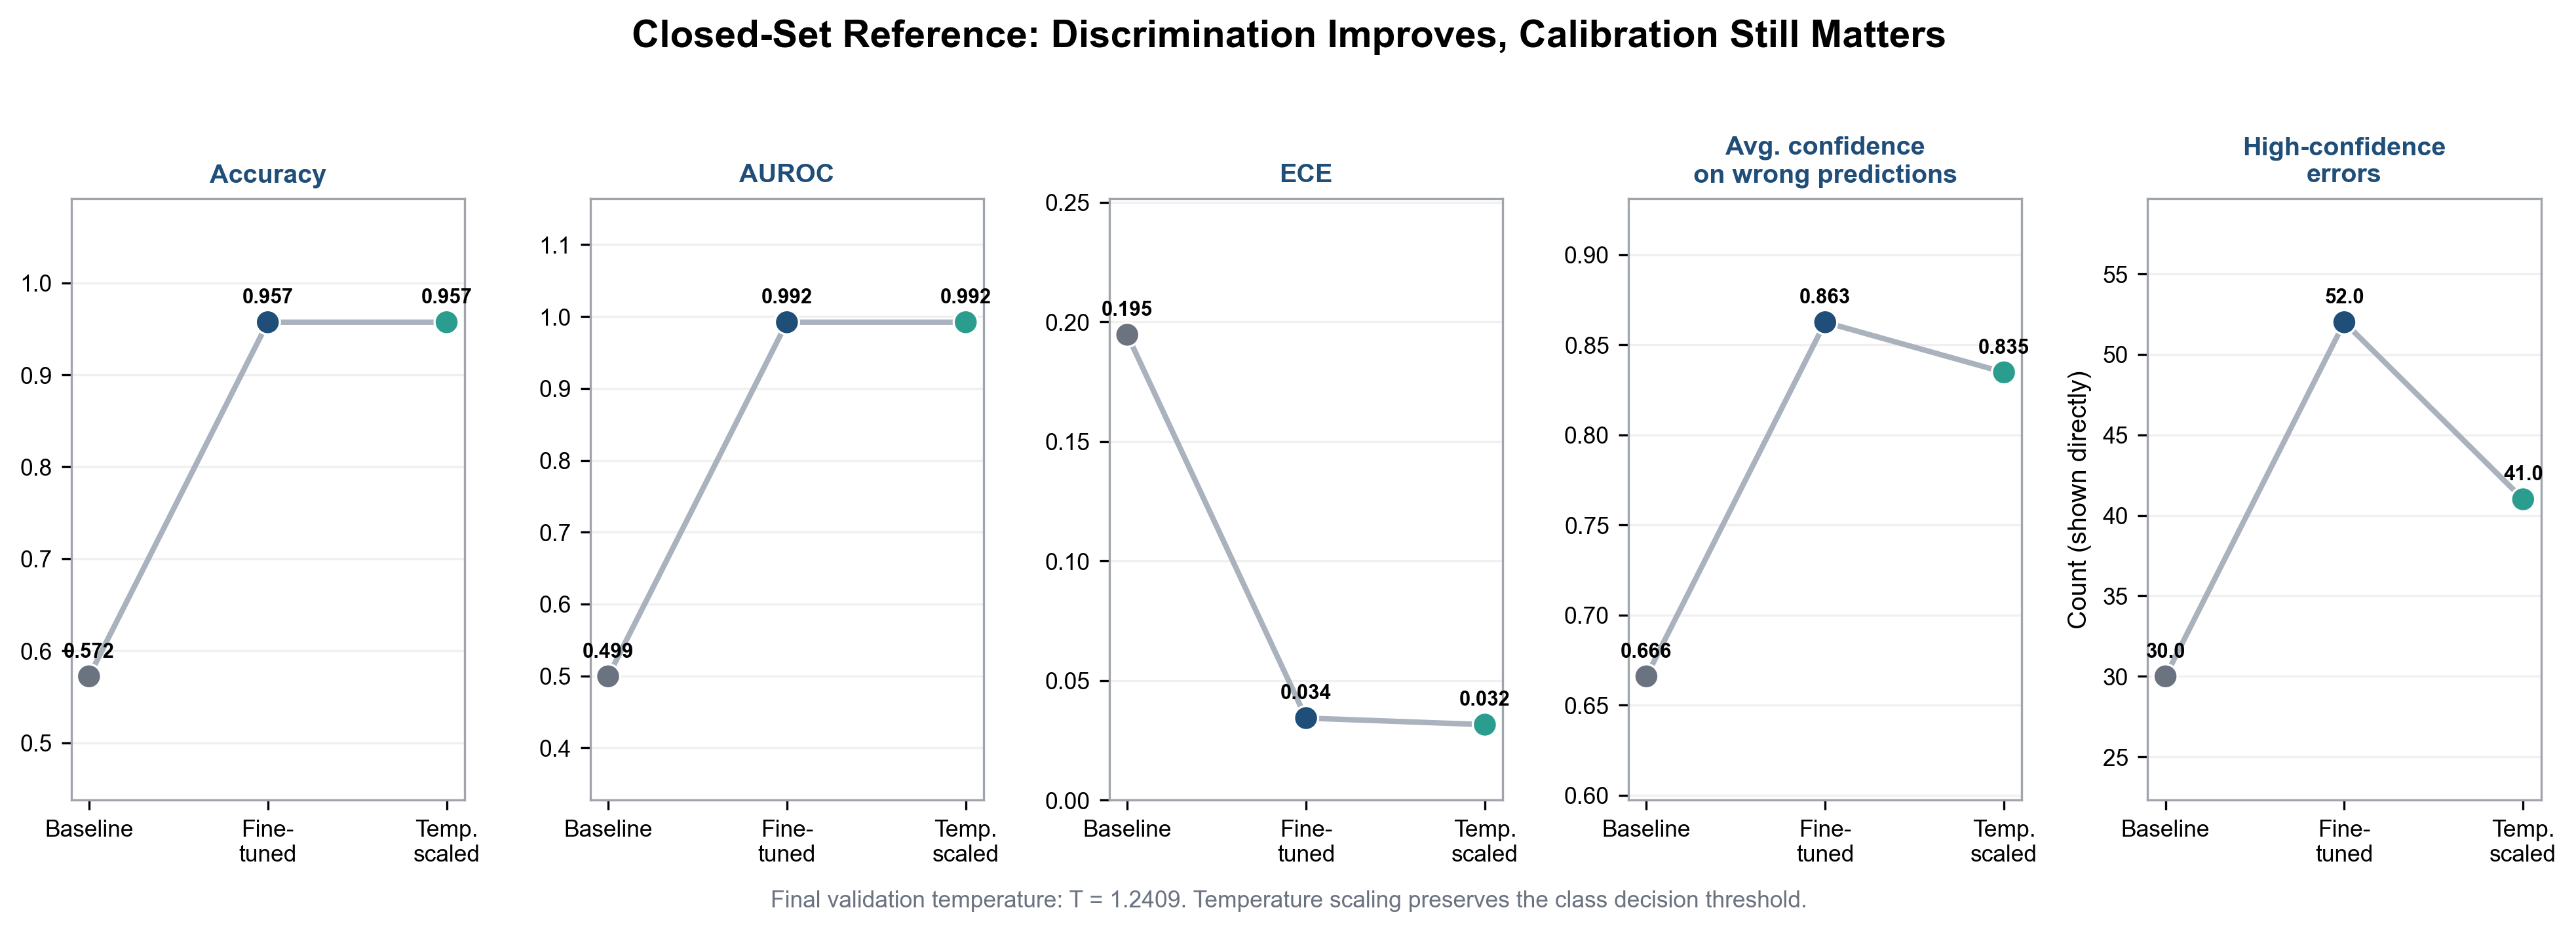 Closed-Set Reference: Discrimination Improves, Calibration Still Matters
Accuracy
1.0
0.9
0.8
0.7
0.6
0.5
0.572
0.957
0.957
Baseline
Fine-
tuned
Temp.
scaled
AUROC
1.1
1.0
0.9
0.8
0.7
0.6
0.5
0.4
0.499
0.992
0.992
Baseline
Fine-
tuned
Temp.
scaled
ECE
0.25
0.20
0.15
0.10
0.05
0.00
0.195
0.034
0.032
Baseline
Fine-
tuned
Temp.
scaled
Avg. confidence
on wrong predictions
0.90
0.85
0.80
0.75
0.70
0.65
0.60
0.666
0.863
0.835
Baseline
Fine-
tuned
Temp.
scaled
High-confidence
errors
Count (shown directly)
55
50
45
40
35
30
25
30.0
52.0
41.0
Baseline
Fine-
tuned
Temp.
scaled
Final validation temperature: T = 1.2409. Temperature scaling preserves the class decision threshold.